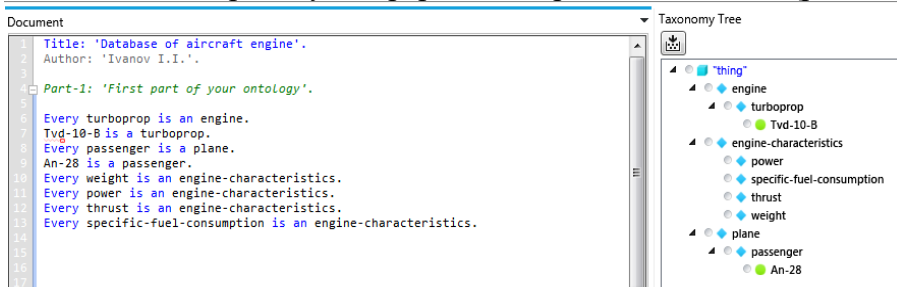 Document
Taxonomy Tree
1 Title: 'Database of aircraft engine'.
2 Author: 'Ivanov I.I.'.
3
4 Part-1: 'First part of your ontology'.
5
6 Every turboprop is an engine.
7 Tvd-10-B is a turboprop.
8 Every passenger is a plane.
9 An-28 is a passenger.
10 Every weight is an engine-characteristics.
11 Every power is an engine-characteristics.
12 Every thrust is an engine-characteristics.
13 Every specific-fuel-consumption is an engine-characteristics.
14
15
16
17
"thing"
engine
turboprop
Tvd-10-B
engine-characteristics
power
specific-fuel-consumption
thrust
weight
plane
passenger
An-28